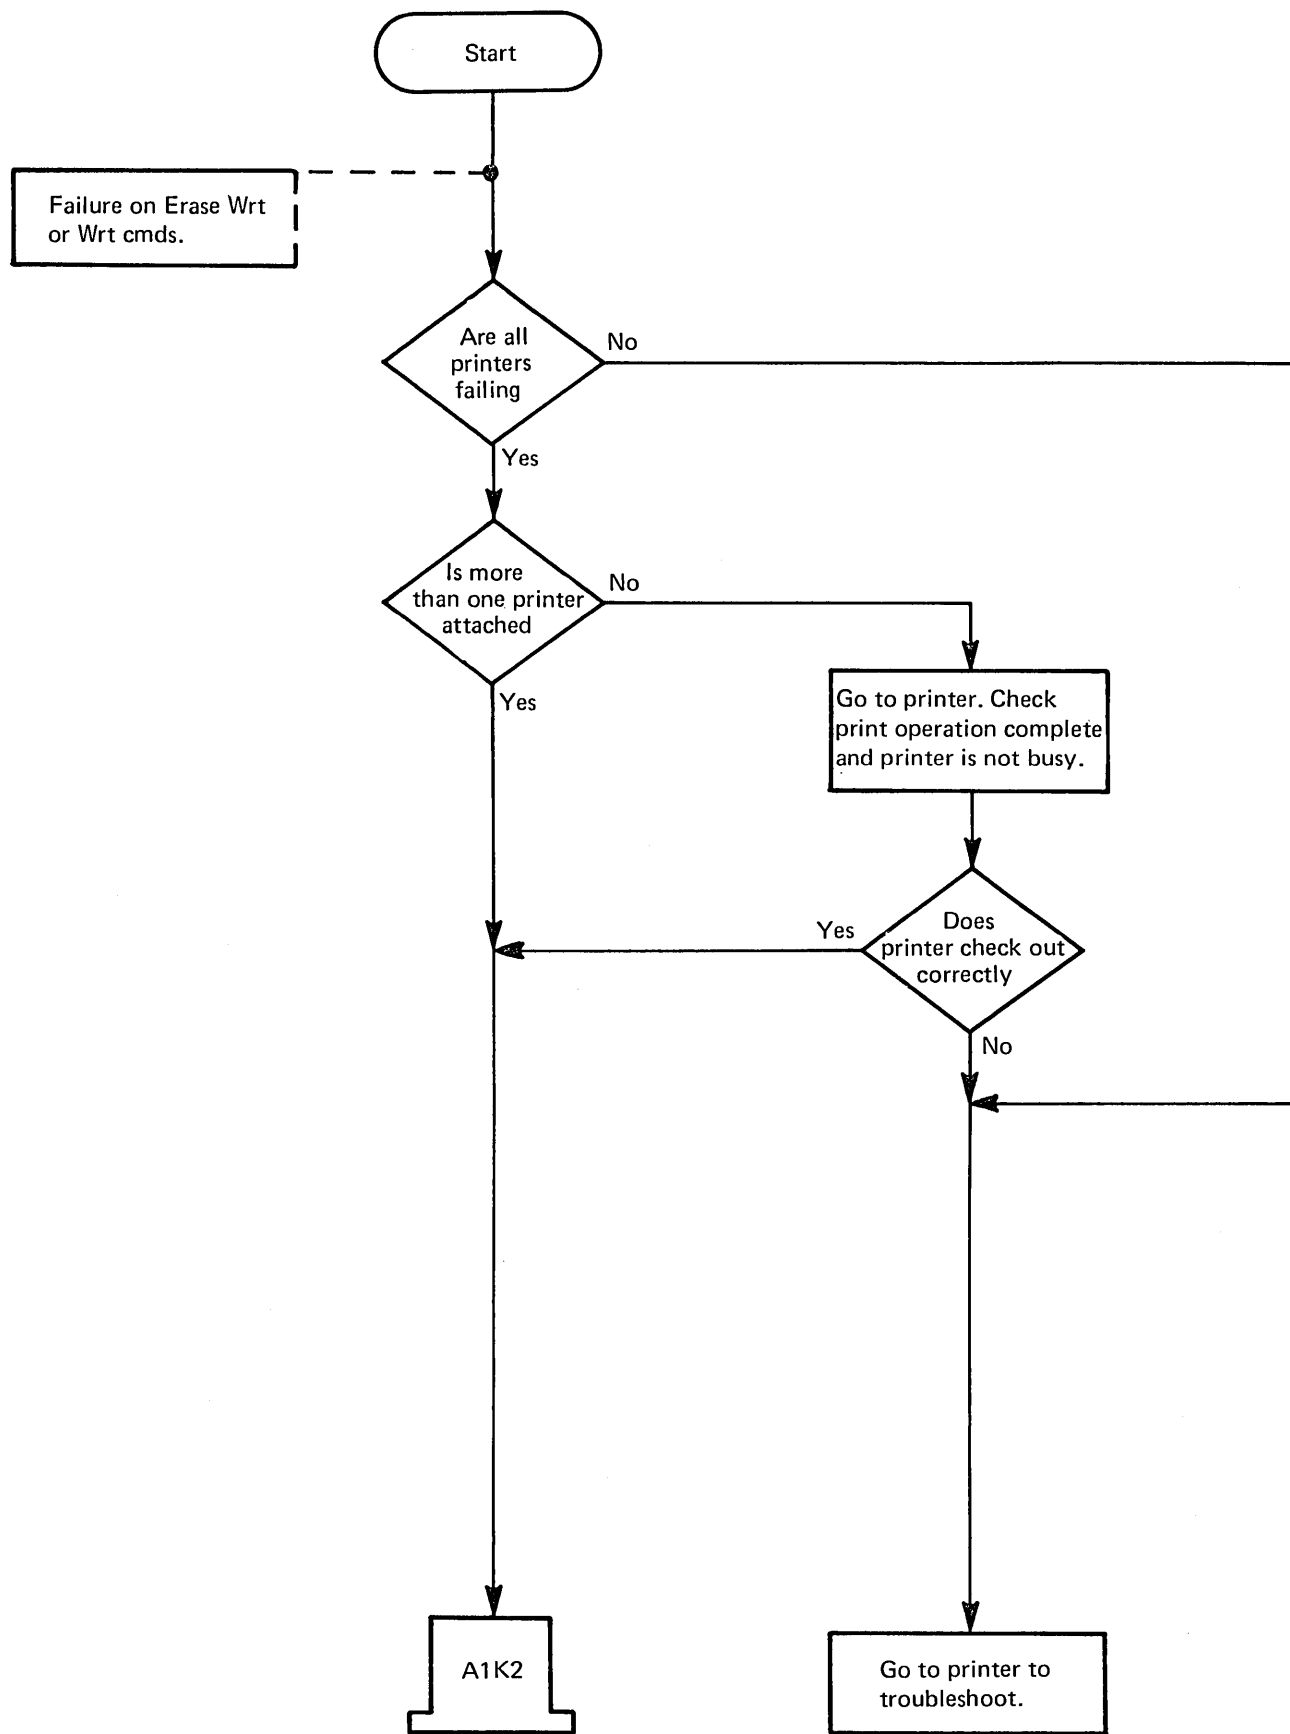 Start
Failure on Erase Wrt
or Wrt cmds.
Are all
printers
failing
No
Yes
Is more
than one printer
attached
No
Yes
Go to printer. Check
print operation complete
and printer is not busy.
Does
printer check out
correctly
Yes
No
A1K2
Go to printer to
troubleshoot.